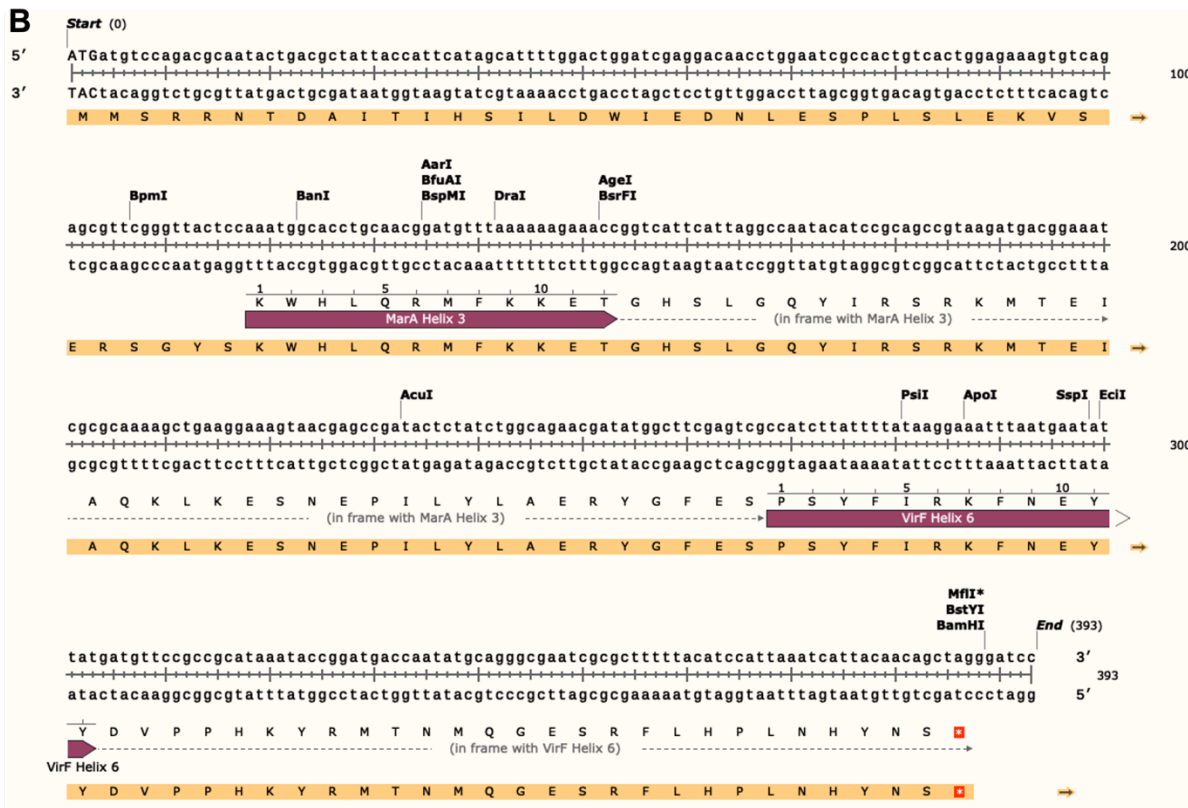 B
Start (0)
5' ATGatgtccagacgcaatactgacgctattaccattcatagcattttggactggatcgaggacaacctggaatcgccactgtcactggagaaagtgtcag
100
3' TACtacaggtctgcgttatgactgcgataatggtaagtatcgtaaaacctgacctagctcctgttggaccttagcggtgacagtgacctctttcacagtc
M M S R R N T D A I T I H S I L D W I E D N L E S P L S L E K V S
AarI
BfuAI AgeI
BpmI BanI BspMI DraI BsrFI
agcgttcgggttactccaaatggcacctgcaacggatgtttaaaaaagaaaccggtcattcattaggccaatacatccgcagccgtaagatgacggaaat
200
tcgcaagcccaatgaggtttaccgtggacgttgcctacaaattttttctttggccagtaagtaatccggttatgtaggcgtcggcattctactgccttta
1 5 10
K W H L Q R M F K K E T G H S L G Q Y I R S R K M T E I
MarA Helix 3 (in frame with MarA Helix 3)
E R S G Y S K W H L Q R M F K K E T G H S L G Q Y I R S R K M T E I
AcuI PsiI ApoI SspI EciI
cgcgcaaaagctgaaggaaagtaacgagccgatactctatctggcagaacgatatggcttcgagtcgccatcttattttataaggaaatttaatgaatat
300
gcgcgttttcgacttcctttcattgctcggctatgagatagaccgtcttgctataccgaagctcagcggtagaataaaatattcctttaaattacttata
1 5 10
A Q K L K E S N E P I L Y L A E R Y G F E S P S Y F I R K F N E Y
(in frame with MarA Helix 3) VirF Helix 6
A Q K L K E S N E P I L Y L A E R Y G F E S P S Y F I R K F N E Y
MflI*
BstYI
BamHI End (393)
tatgatgttccgccgcataaataccggatgaccaatatgcagggcgaatcgcgctttttacatccattaaatcattacaacagctagggatcc 3'
393
atactacaaggcggcgtatttatggcctactggttatacgtcccgcttagcgcgaaaaatgtaggtaatttagtaatgttgtcgatccctagg 5'
Y D V P P H K Y R M T N M Q G E S R F L H P L N H Y N S *
(in frame with VirF Helix 6)
VirF Helix 6
Y D V P P H K Y R M T N M Q G E S R F L H P L N H Y N S *